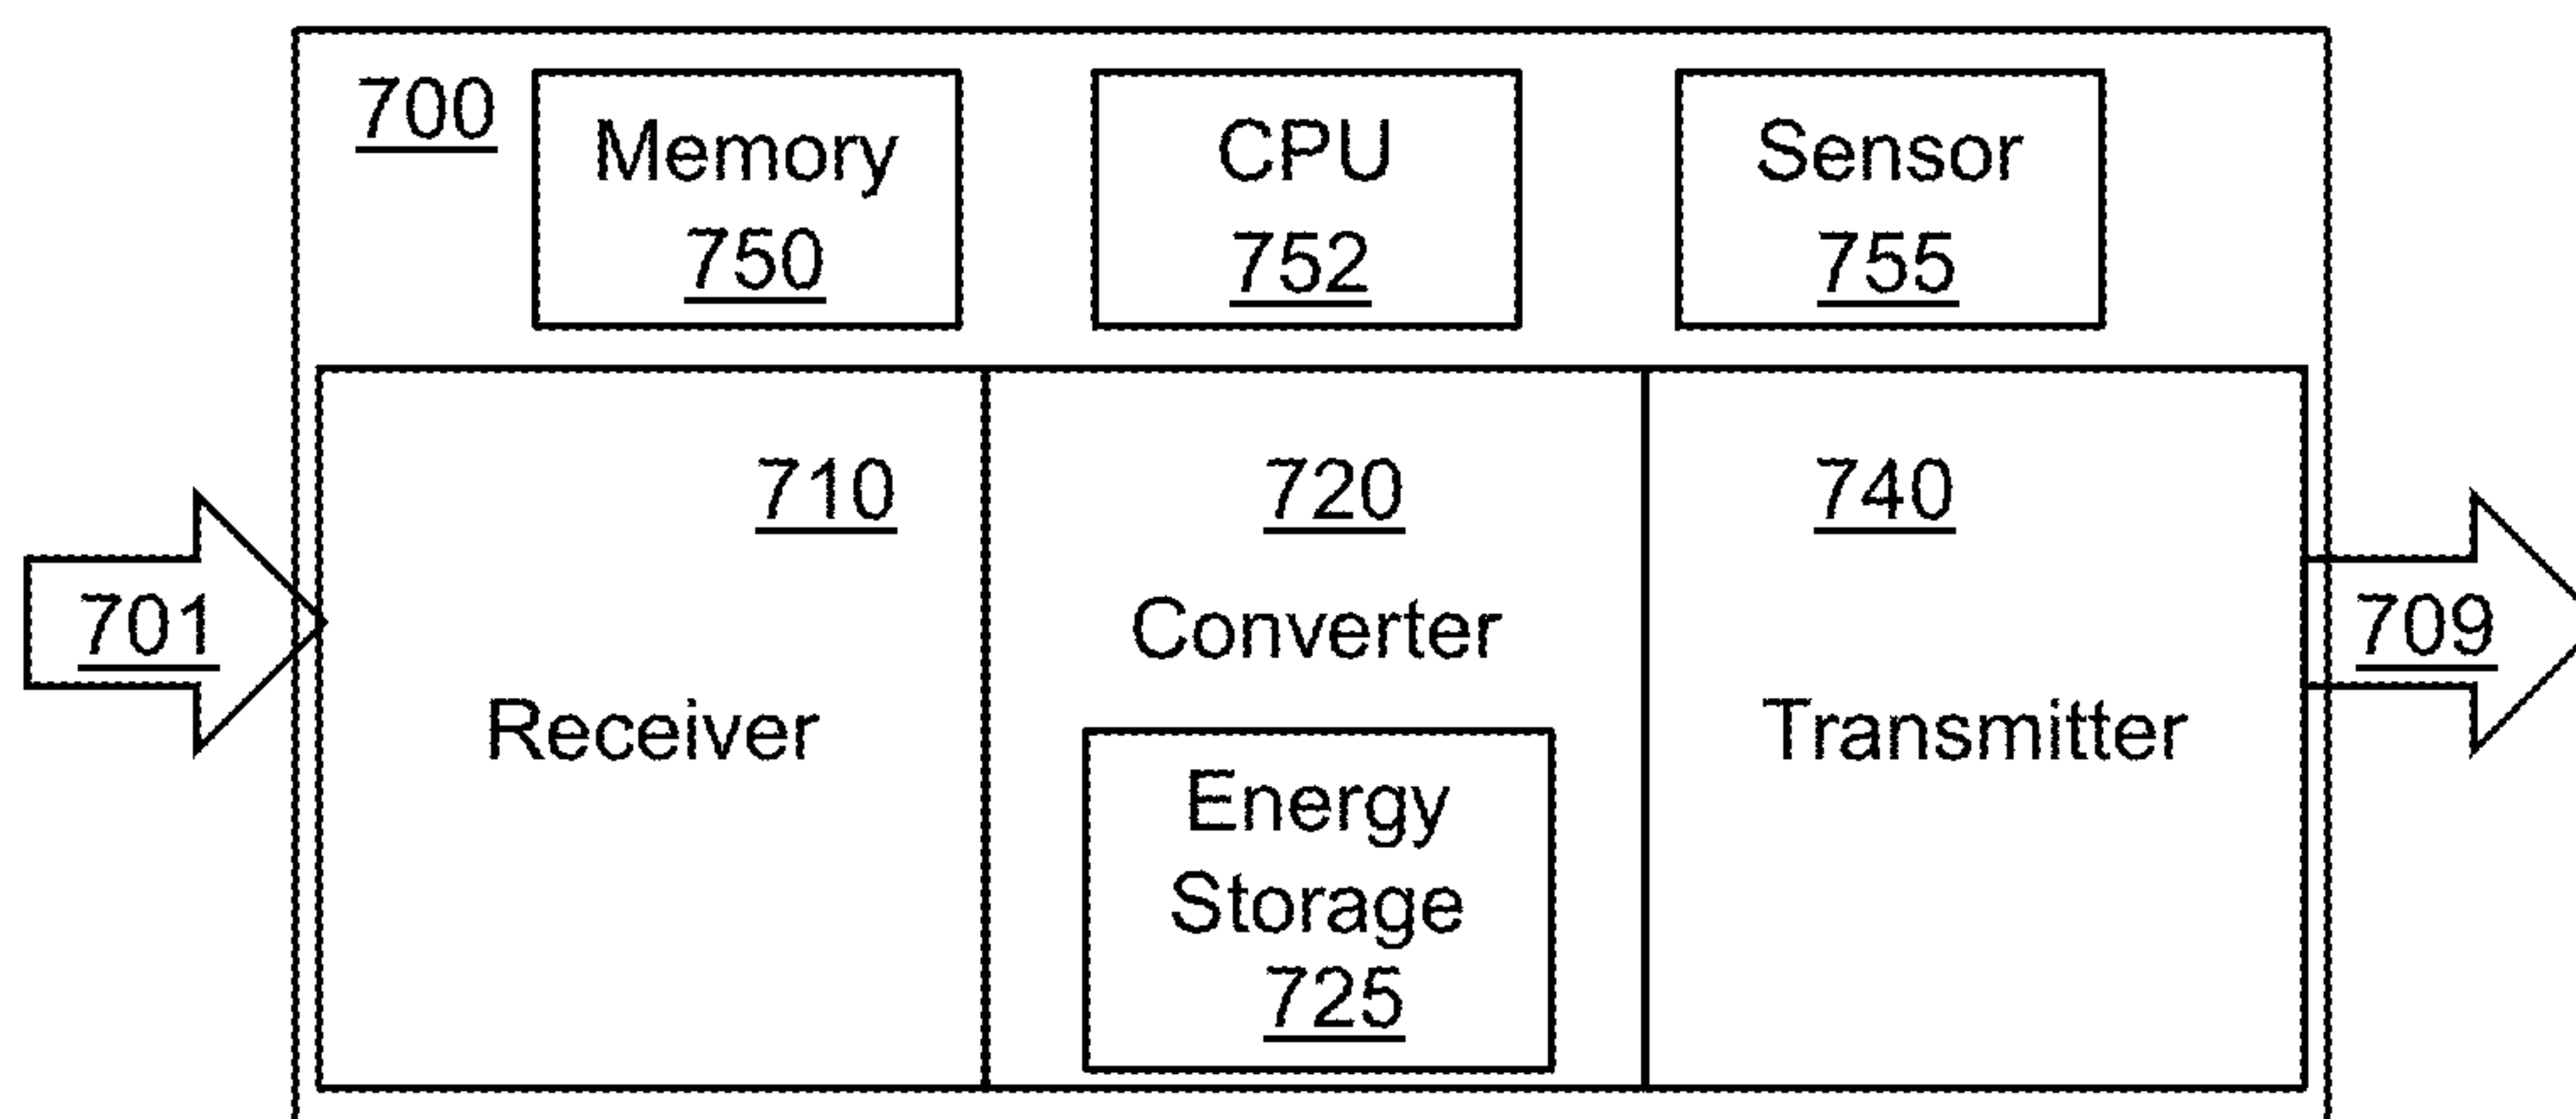 700
Memory
750
CPU
752
Sensor
755
701
710
Receiver
720
Converter
Energy
Storage
725
740
Transmitter
709